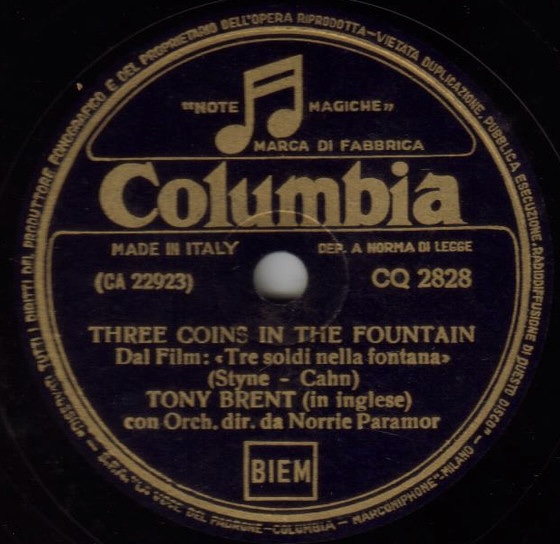 TUTTI I DIRITTI DEL PRODUTTORE FONOGRAFICO E DEL PROPRIETARIO DELL'OPERA RIPRODOTTA-VIETATA DUPLICAZIONE, PUBBLICA ESECUZIONE, RADIODIFFUSIONE DI QUESTO DISCO"
"NOTE MAGICHE"
MARCA DI FABBRICA
Columbia
MADE IN ITALY DEP. A NORMA DI LEGGE
(CA 22923) CQ 2828
THREE COINS IN THE FOUNTAIN
Dal Film: «Tre soldi nella fontana»
(Styne - Cahn)
TONY BRENT (in inglese)
con Orch. dir. da Norrie Paramor
BIEM
VOCE DEL PADRONE-COLUMBIA-MARCONIPHONE"-MILANO-